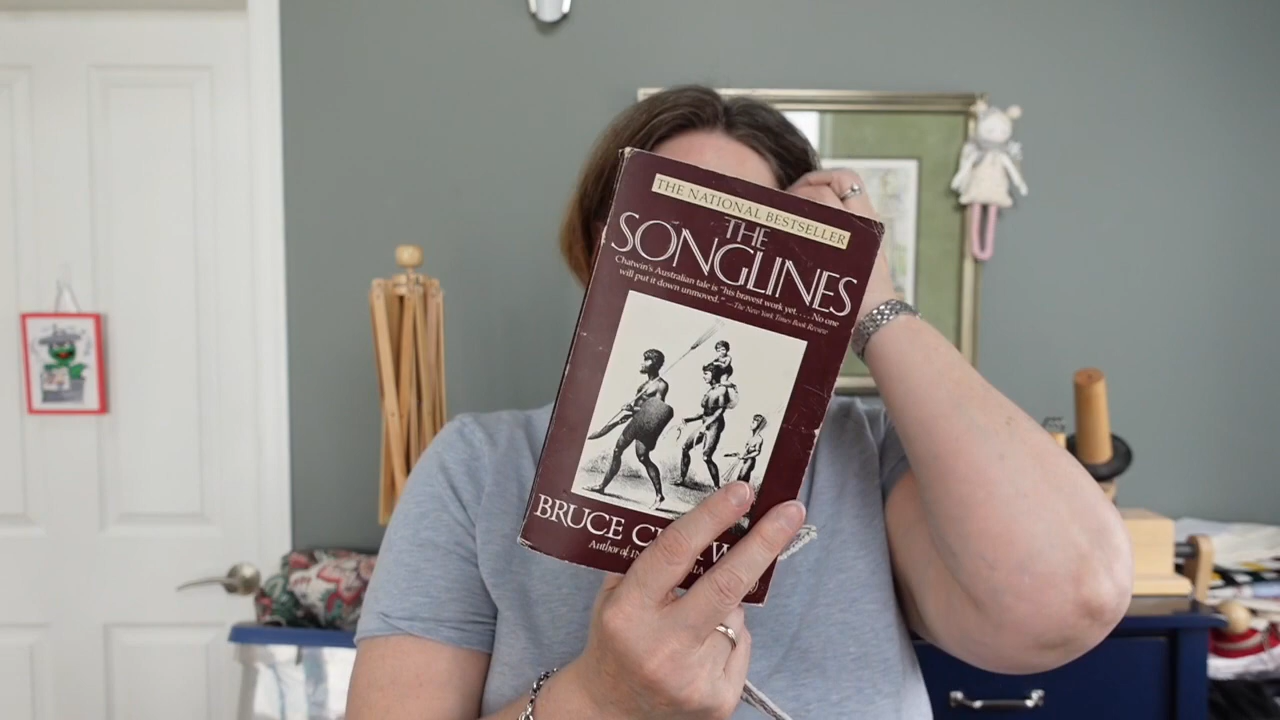 THE NATIONAL BESTSELLER
THE
SONGLINES
Chatwin's Australian tale is "his bravest work yet.... No one
will put it down unmoved." —The New York Times Book Review
BRUCE
Author of